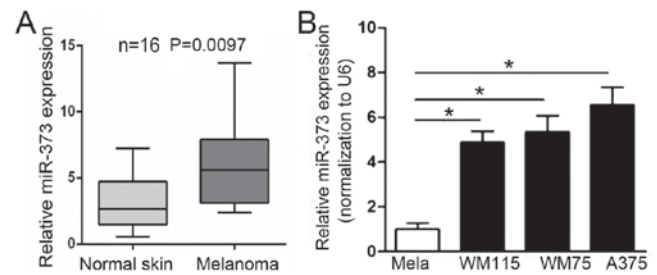 A
Relative miR-373 expression
15
10
5
0
n=16 P=0.0097
Normal skin
Melanoma
B
Relative miR-373 expression
(normalization to U6)
10
8
6
4
2
0
*
*
*
Mela
WM115
WM75
A375